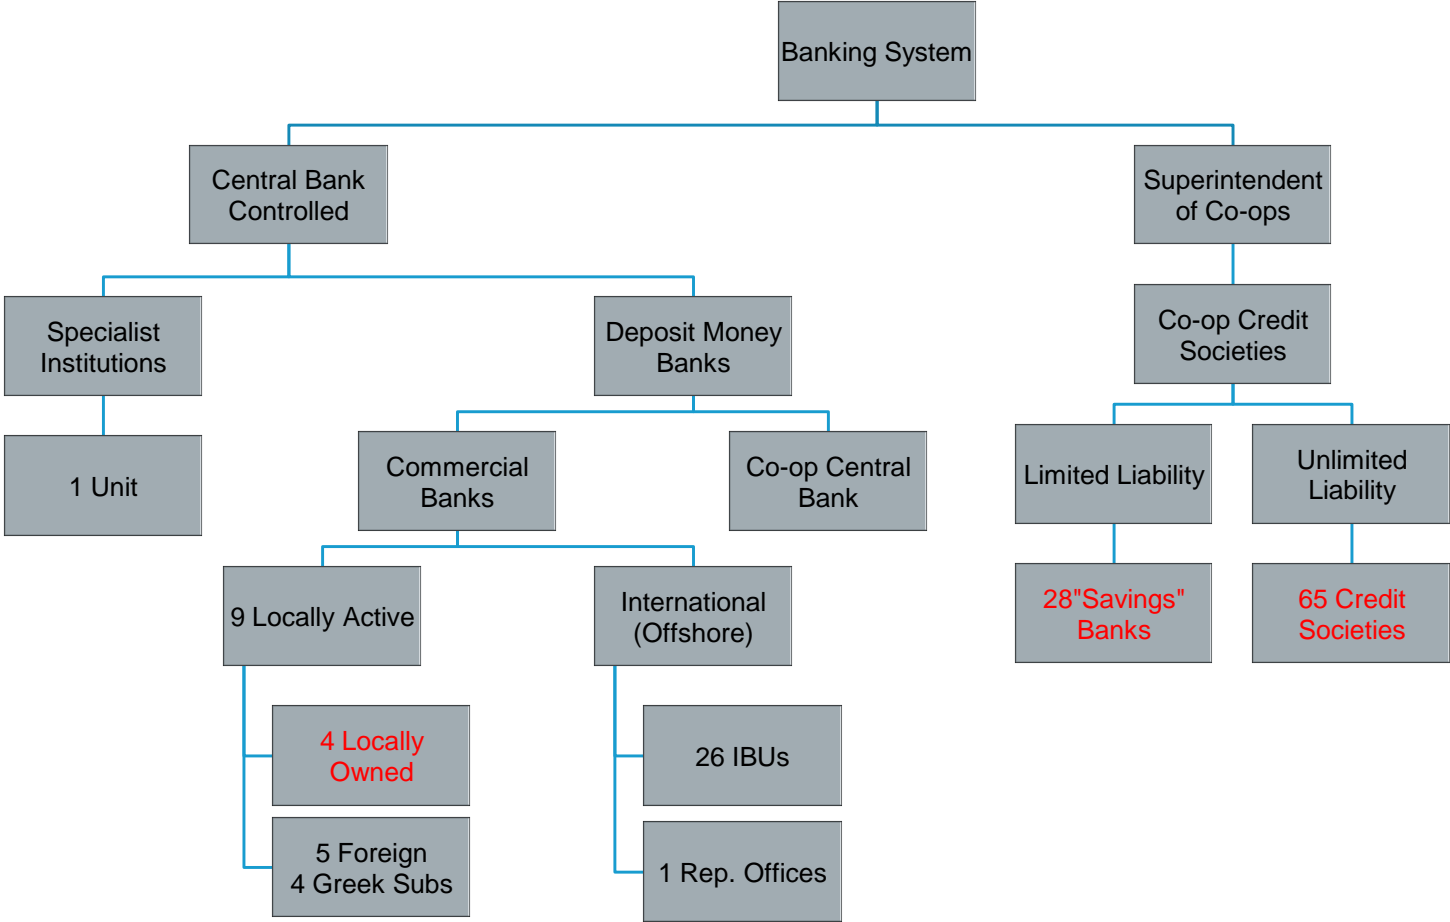 Banking System
Central Bank
Controlled
Superintendent
of Co-ops
Specialist
Institutions
Deposit Money
Banks
Co-op Credit
Societies
1 Unit
Commercial
Banks
Co-op Central
Bank
Limited Liability
Unlimited
Liability
9 Locally Active
International
(Offshore)
28"Savings"
Banks
65 Credit
Societies
4 Locally
Owned
26 IBUs
5 Foreign
4 Greek Subs
1 Rep. Offices